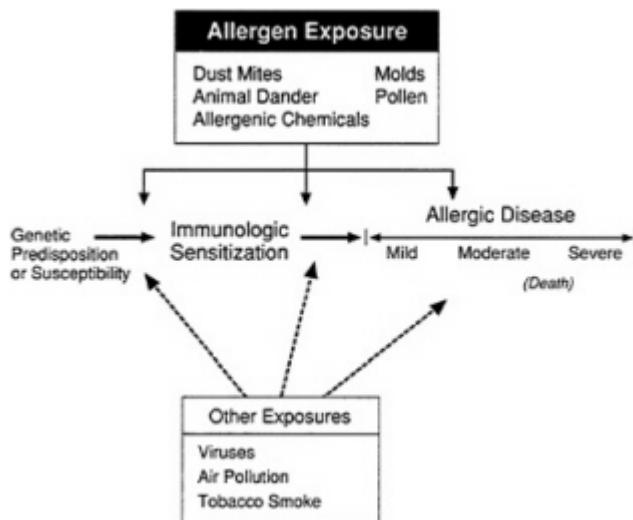 Allergen Exposure
Dust Mites Molds
Animal Dander Pollen
Allergenic Chemicals
Genetic
Predisposition
or Susceptibility
Immunologic
Sensitization
Allergic Disease
Mild Moderate Severe
(Death)
Other Exposures
Viruses
Air Pollution
Tobacco Smoke